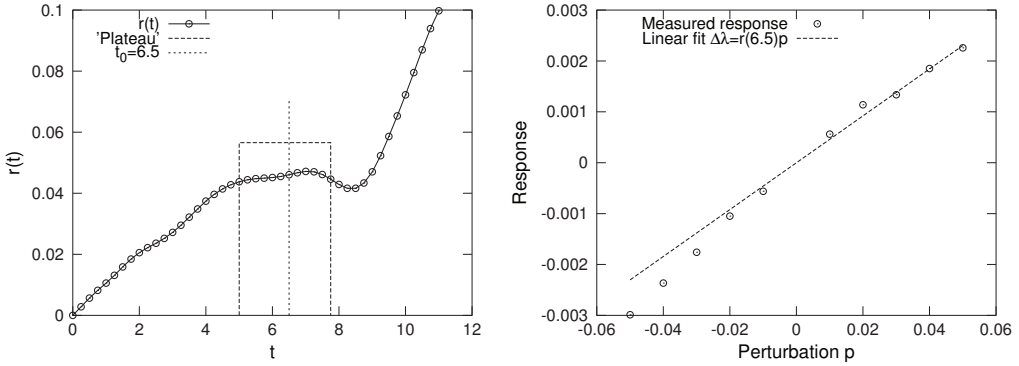 0.1
0.08
0.06
0.04
0.02
0
0 2 4 6 8 10 12
r(t)
t
r(t)
'Plateau'
t0=6.5
0.003
0.002
0.001
0
-0.001
-0.002
-0.003
-0.06 -0.04 -0.02 0 0.02 0.04 0.06
Response
Perturbation p
Measured response
Linear fit Δλ=r(6.5)p